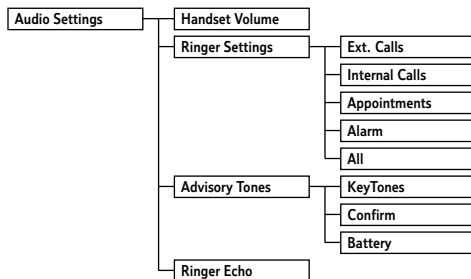 Audio Settings
Handset Volume
Ringer Settings
Ext. Calls
Internal Calls
Appointments
Alarm
All
Advisory Tones
KeyTones
Confirm
Battery
Ringer Echo